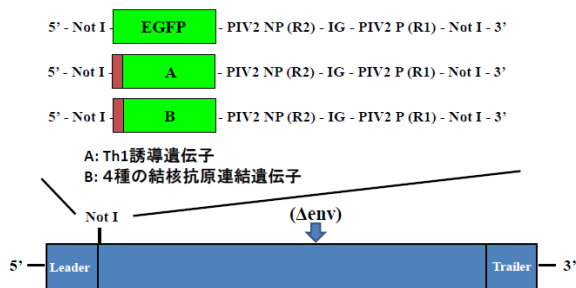 5’ - Not I - EGFP - PIV2 NP (R2) - IG - PIV2 P (R1) - Not I - 3’
5’ - Not I - A - PIV2 NP (R2) - IG - PIV2 P (R1) - Not I - 3’
5’ - Not I - B - PIV2 NP (R2) - IG - PIV2 P (R1) - Not I - 3’
A: Th1誘導遺伝子
B: 4種の結核抗原連結遺伝子
Not I
(Δenv)
5’ Leader Trailer 3’